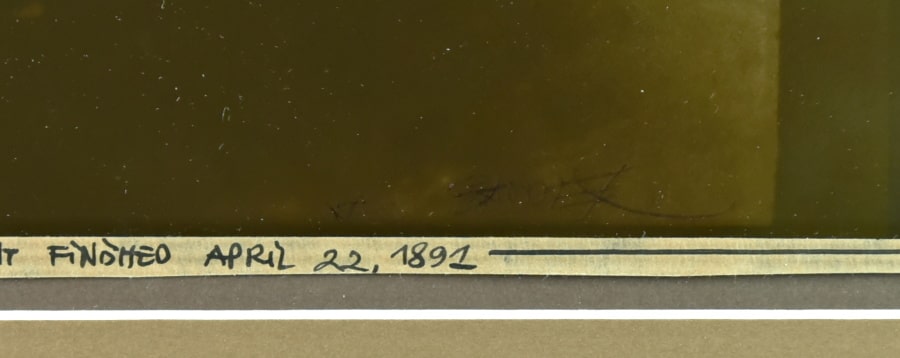 T FINISHED APRIL 22, 1891